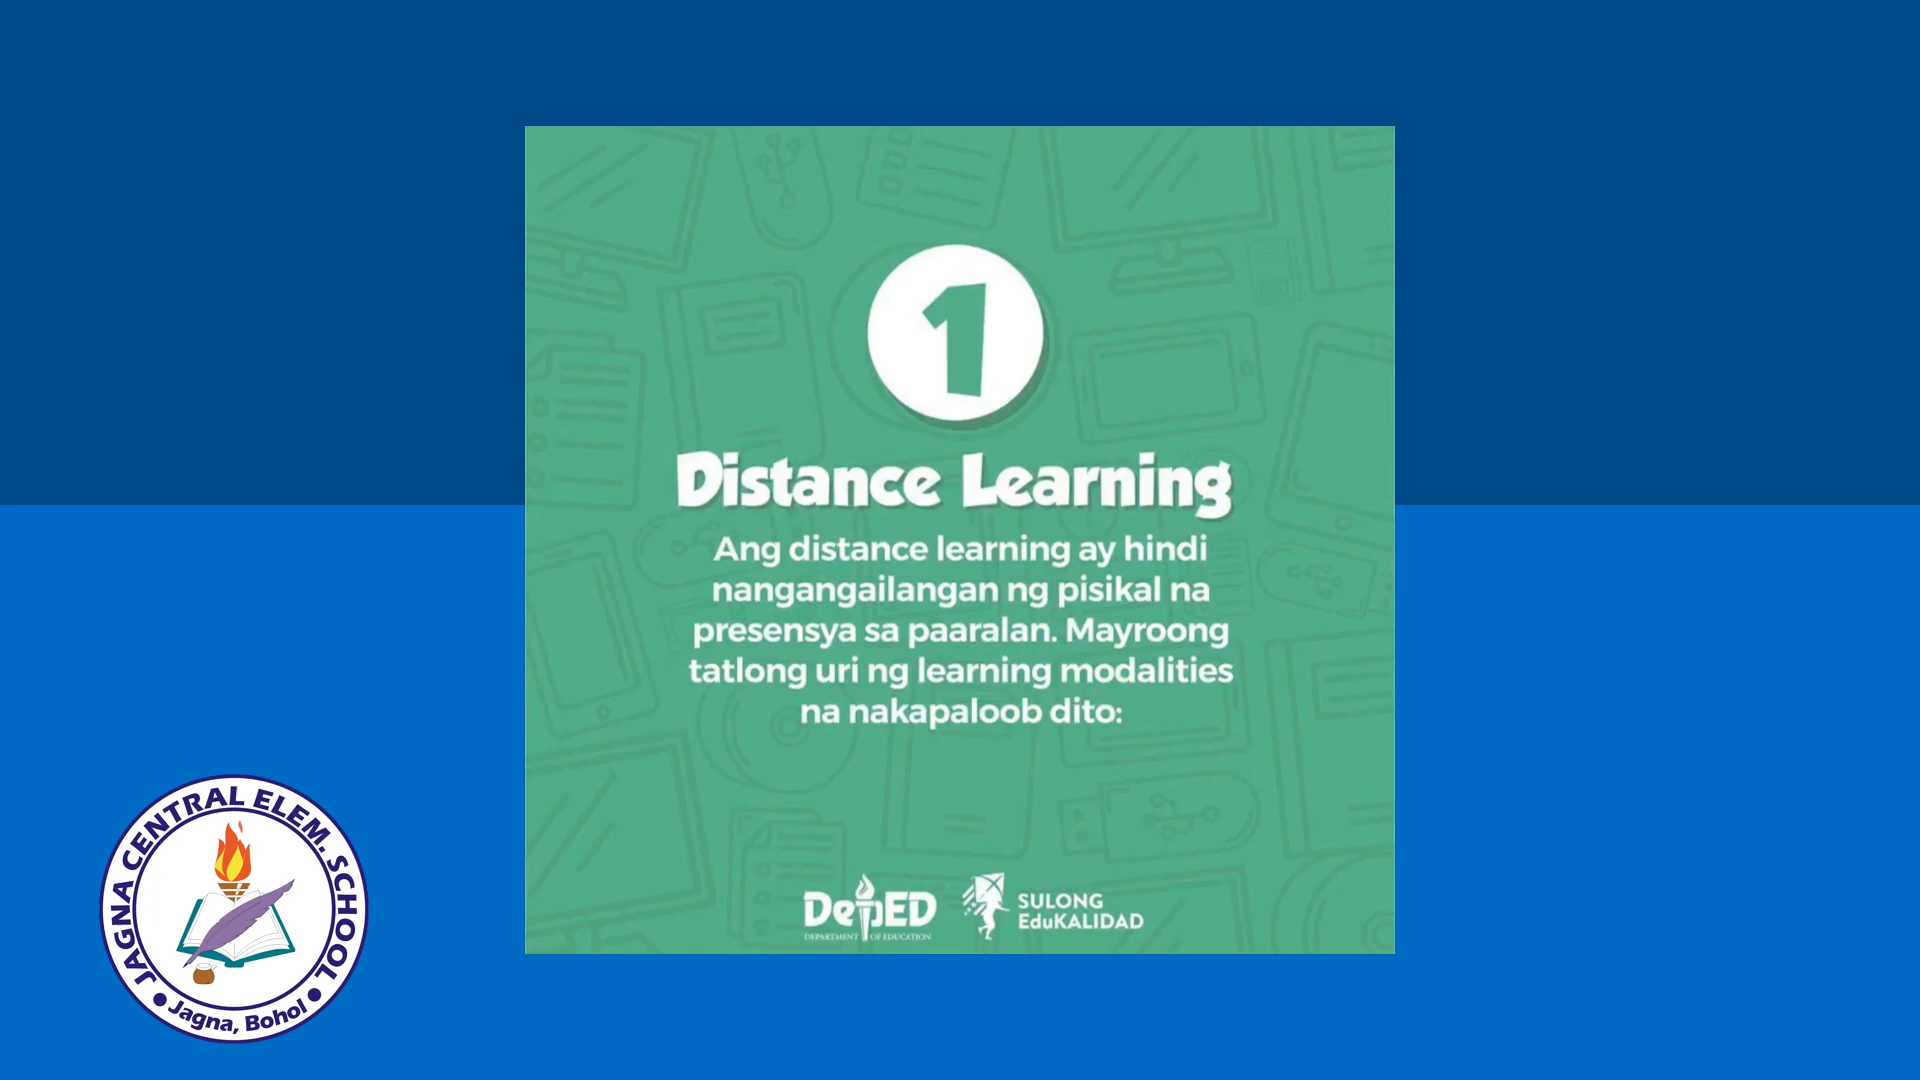 1
Distance Learning
Ang distance learning ay hindi
nangangailangan ng pisikal na
presensya sa paaralan. Mayroong
tatlong uri ng learning modalities
na nakapaloob dito:
DepED
DEPARTMENT OF EDUCATION
SULONG
EduKALIDAD
JAGNA CENTRAL ELEM. SCHOOL
Jagna, Bohol